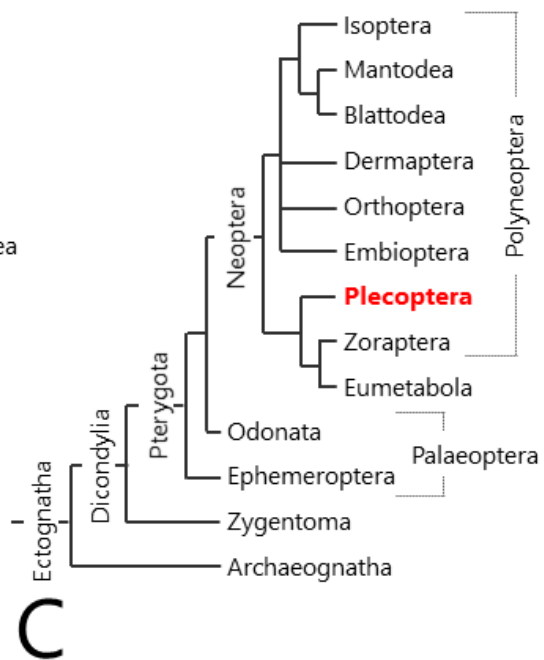 Isoptera
Mantodea
Blattodea
Dermaptera
Orthoptera
Embioptera
Plecoptera
Zoraptera
Eumetabola
Polyneoptera
Neoptera
ea
Odonata
Ephemeroptera
Palaeoptera
Pterygota
Dicondylia
Zygentoma
Ectognatha
Archaeognatha
C